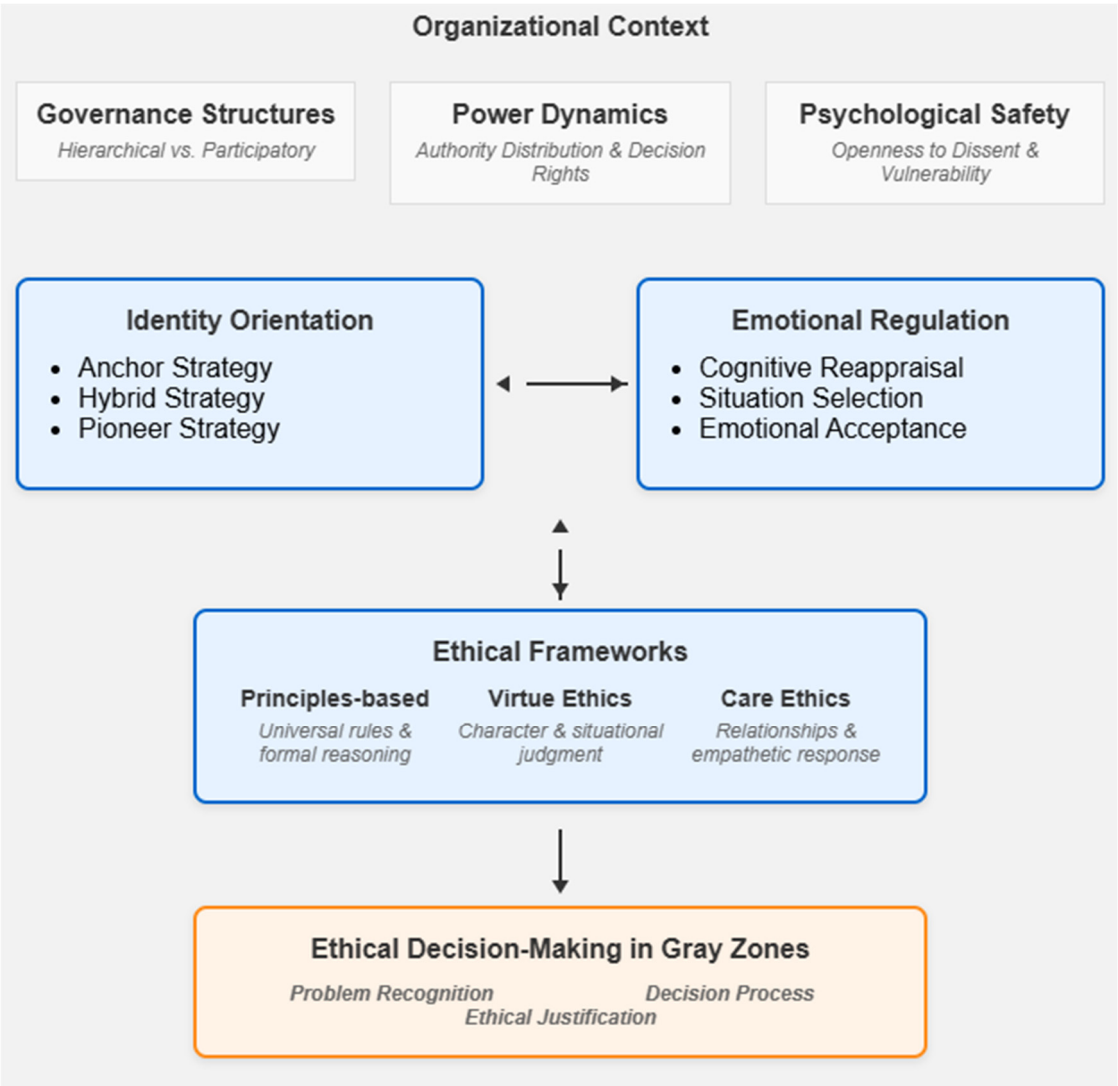 Organizational Context
Governance Structures
Hierarchical vs. Participatory
Power Dynamics
Authority Distribution & Decision
Rights
Psychological Safety
Openness to Dissent &
Vulnerability
Identity Orientation
• Anchor Strategy
• Hybrid Strategy
• Pioneer Strategy
Emotional Regulation
• Cognitive Reappraisal
• Situation Selection
• Emotional Acceptance
Ethical Frameworks
Principles-based
Universal rules &
formal reasoning
Virtue Ethics
Character & situational
judgment
Care Ethics
Relationships &
empathetic response
Ethical Decision-Making in Gray Zones
Problem Recognition Decision Process
Ethical Justification